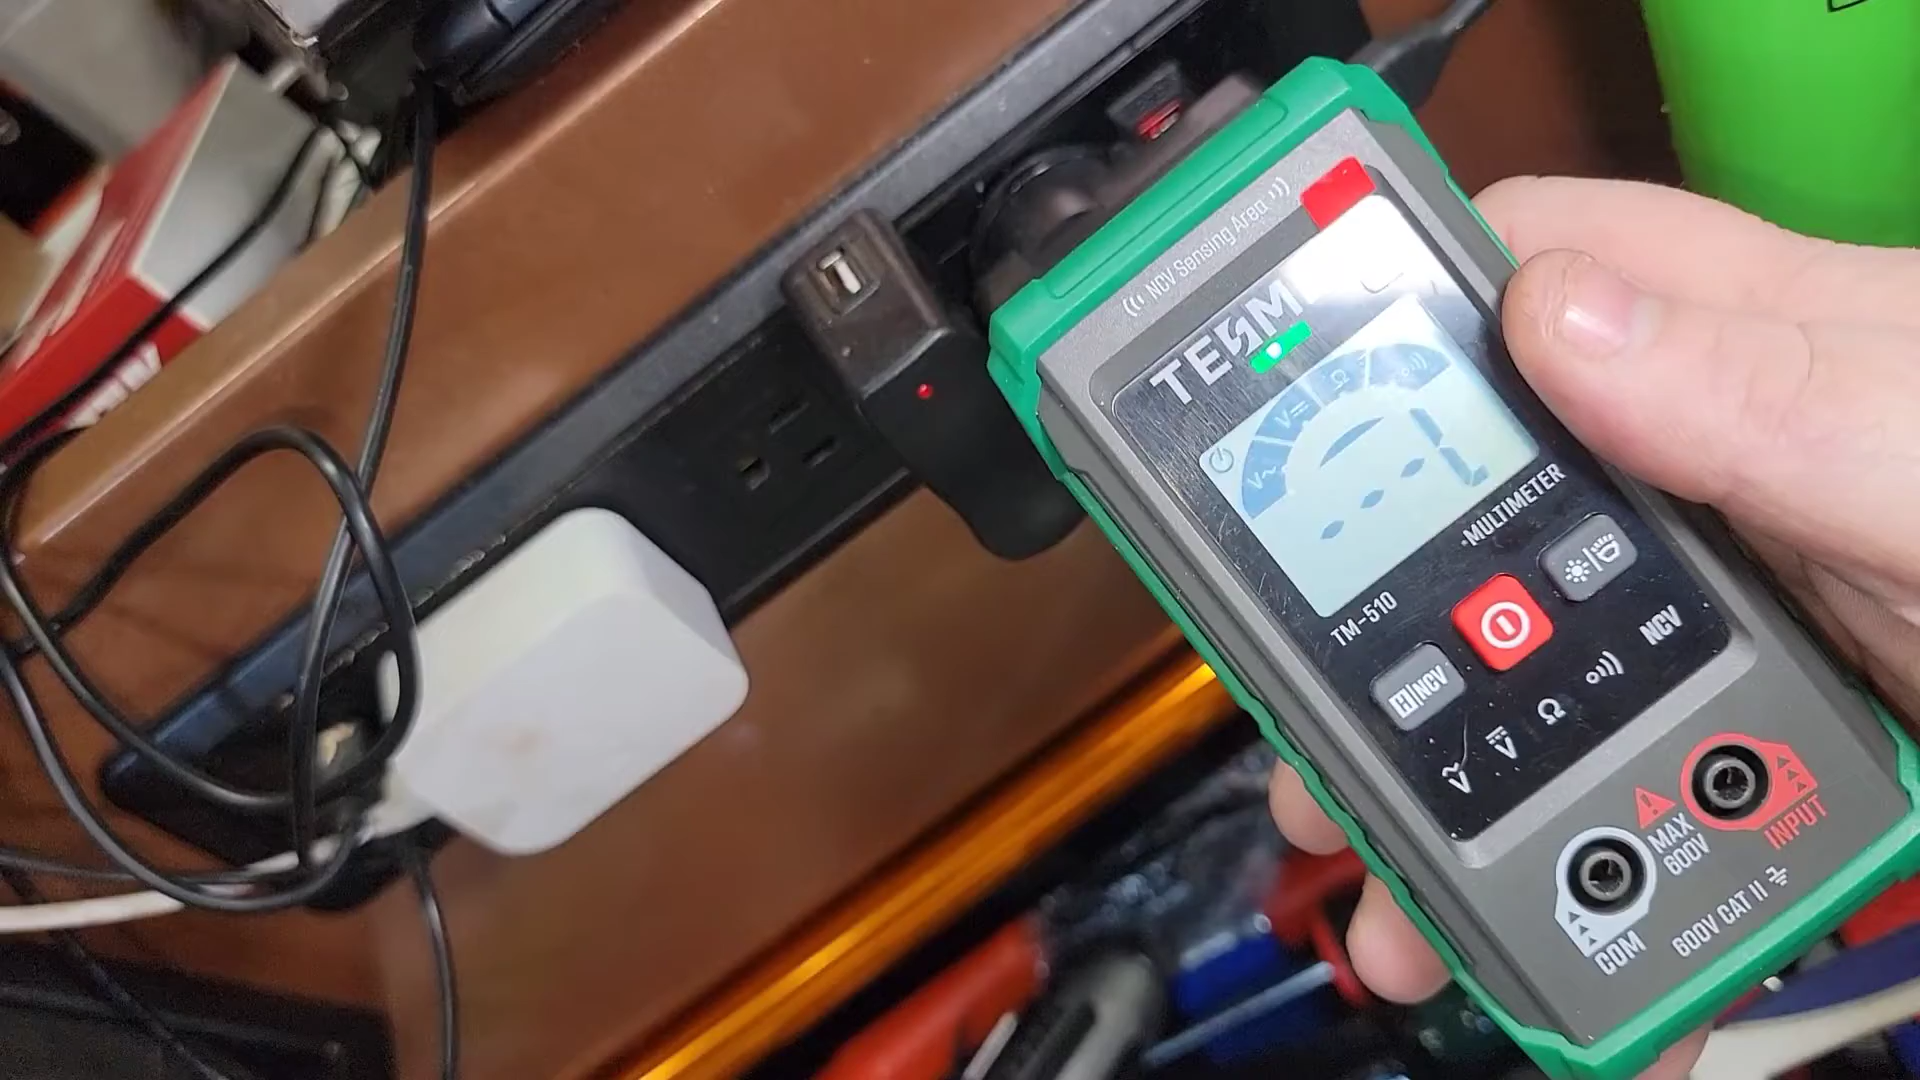 NCV Sensing Area
TESM
V~
V
Ω
L
MULTIMETER
TM-510
H|NCV
V
V
Ω
NCV
MAX
600V
INPUT
COM
600V CAT II